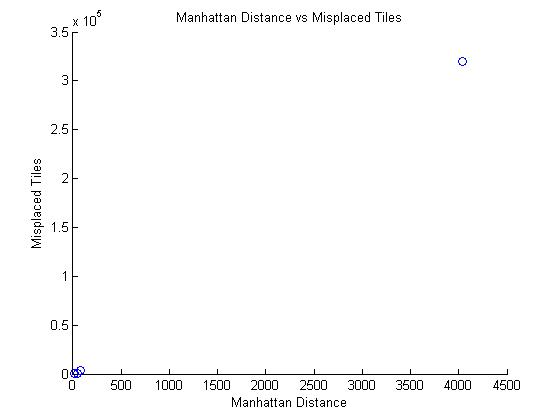 Manhattan Distance vs Misplaced Tiles
x 10^5
3.5
3
2.5
2
1.5
1
0.5
0
Misplaced Tiles
0 500 1000 1500 2000 2500 3000 3500 4000 4500
Manhattan Distance